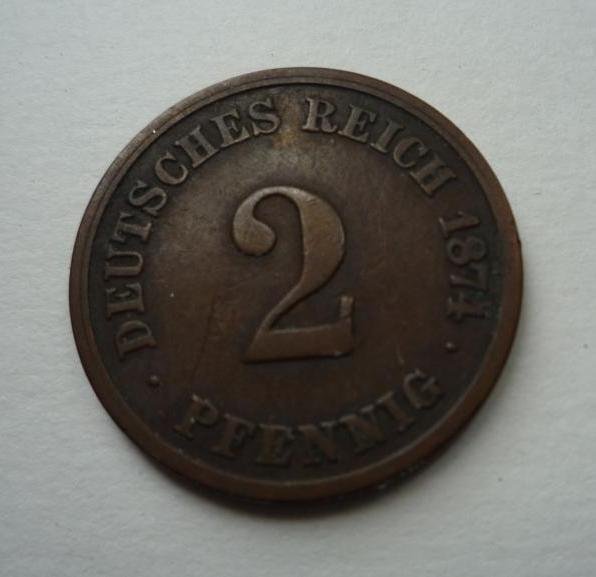 DEUTSCHES REICH 1874
2
PFENNIG